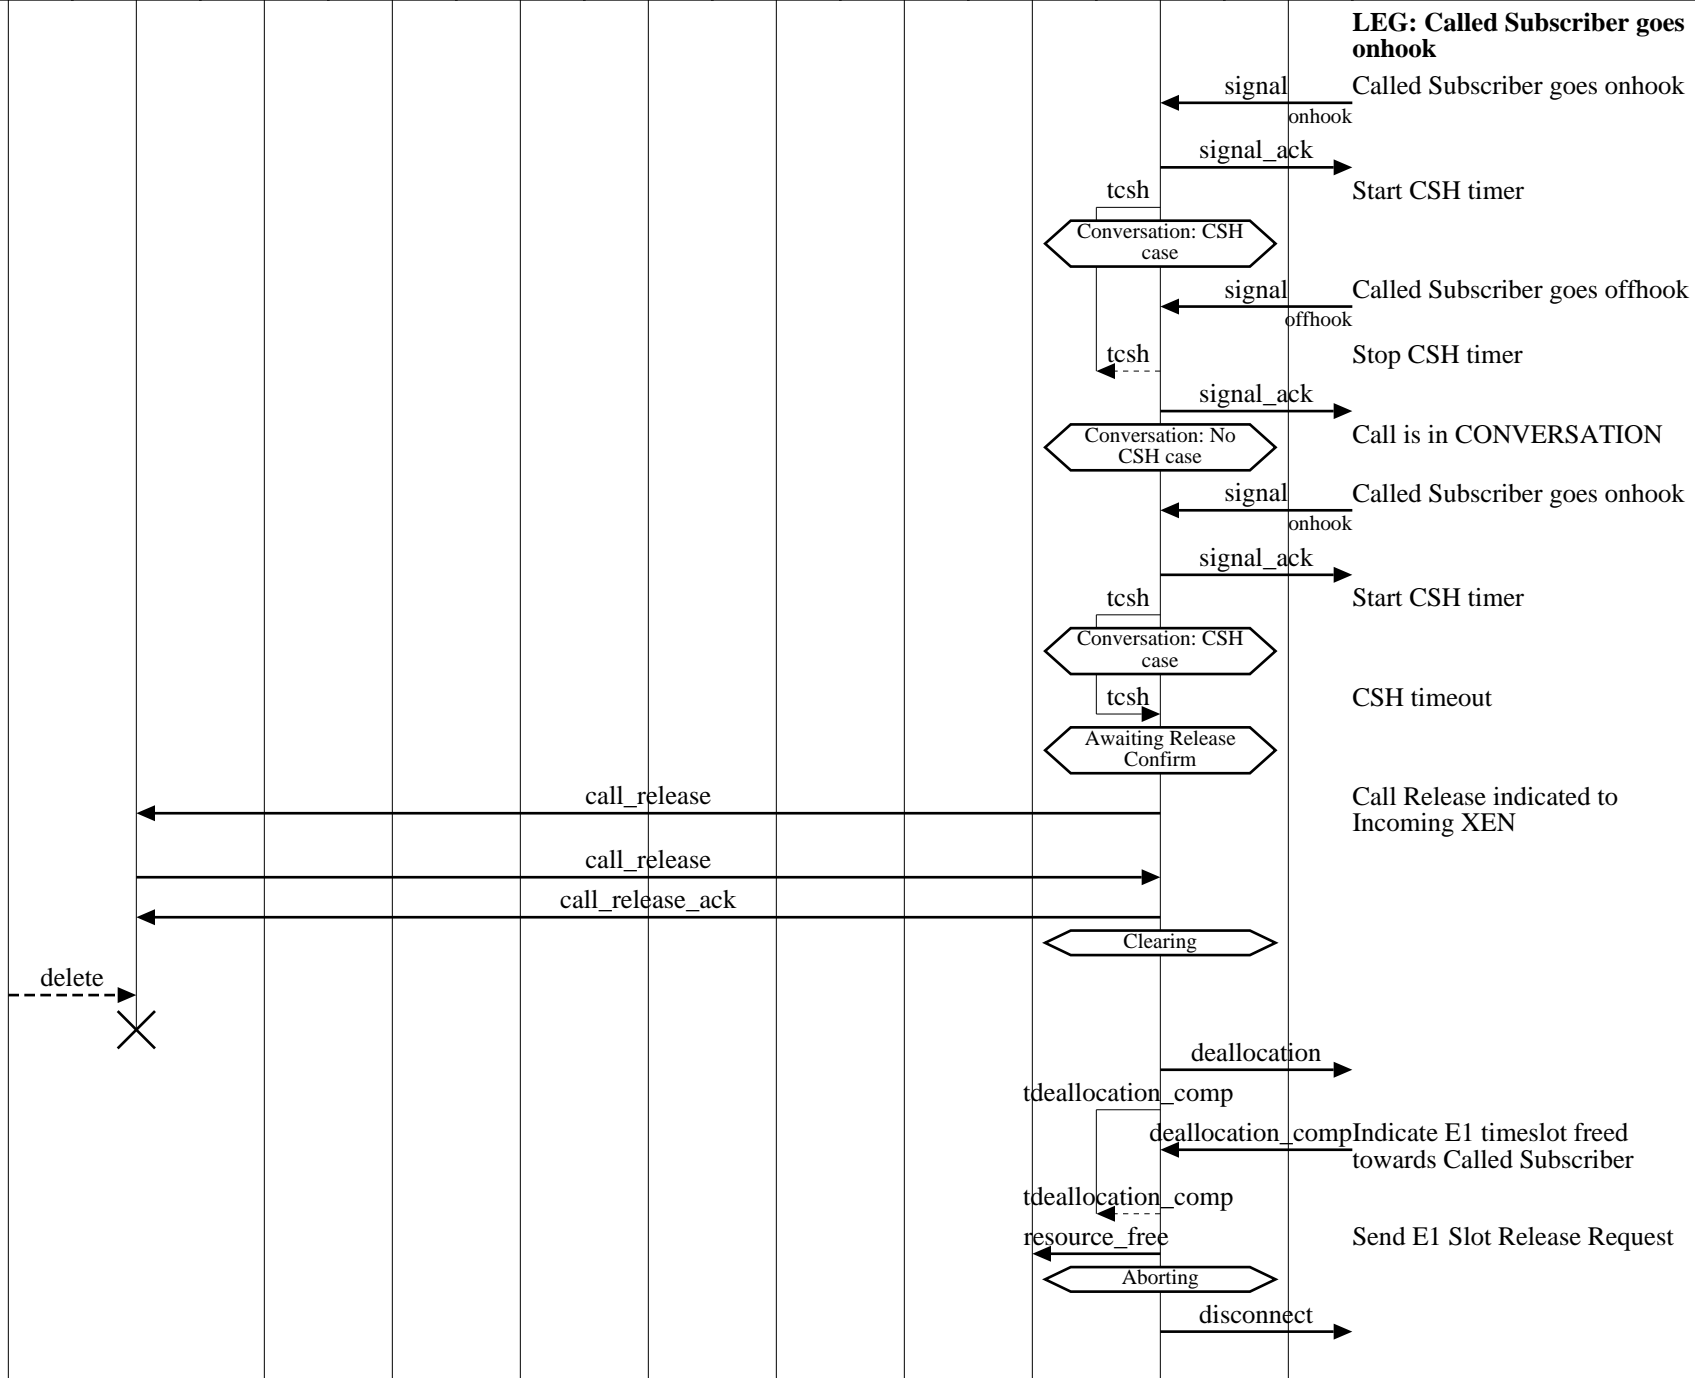 LEG: Called Subscriber goes
onhook
signal
Called Subscriber goes onhook
onhook
signal_ack
tcsh
Start CSH timer
Conversation: CSH
case
signal
Called Subscriber goes offhook
offhook
tcsh
Stop CSH timer
signal_ack
Conversation: No
CSH case
Call is in CONVERSATION
signal
Called Subscriber goes onhook
onhook
signal_ack
tcsh
Start CSH timer
Conversation: CSH
case
tcsh
CSH timeout
Awaiting Release
Confirm
call_release
Call Release indicated to
Incoming XEN
call_release
call_release_ack
Clearing
delete
deallocation
tdeallocation_comp
deallocation_comp
Indicate E1 timeslot freed
towards Called Subscriber
tdeallocation_comp
resource_free
Send E1 Slot Release Request
Aborting
disconnect